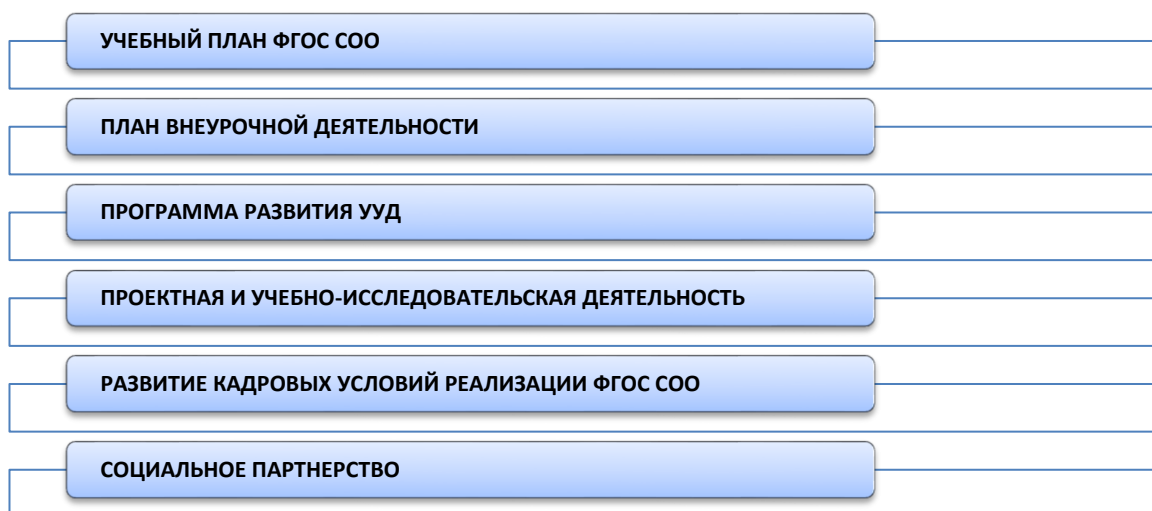 УЧЕБНЫЙ ПЛАН ФГОС СОО
ПЛАН ВНЕУРОЧНОЙ ДЕЯТЕЛЬНОСТИ
ПРОГРАММА РАЗВИТИЯ УУД
ПРОЕКТНАЯ И УЧЕБНО-ИССЛЕДОВАТЕЛЬСКАЯ ДЕЯТЕЛЬНОСТЬ
РАЗВИТИЕ КАДРОВЫХ УСЛОВИЙ РЕАЛИЗАЦИИ ФГОС СОО
СОЦИАЛЬНОЕ ПАРТНЕРСТВО